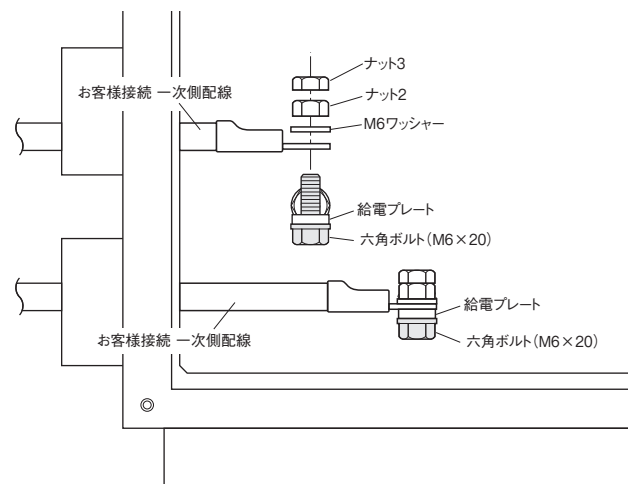 ナット3
お客様接続 一次側配線
ナット2
M6ワッシャー
給電プレート
六角ボルト(M6×20)
給電プレート
お客様接続 一次側配線
六角ボルト(M6×20)